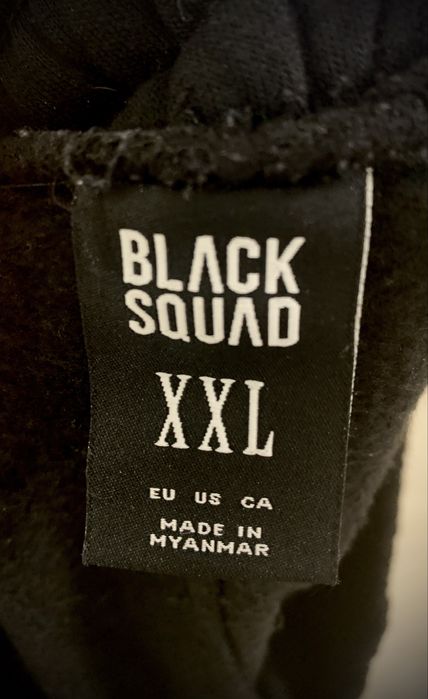 BLACK
SQUAD
XXL
EU US CA
MADE IN
MYANMAR